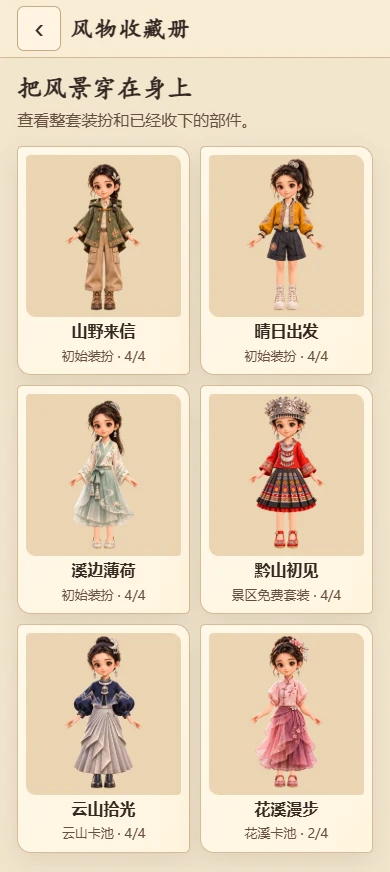 ‹ 风物收藏册
把风景穿在身上
查看整套装扮和已经收下的部件。
山野来信
初始装扮 · 4/4
晴日出发
初始装扮 · 4/4
溪边薄荷
初始装扮 · 4/4
黔山初见
景区免费套装 · 4/4
云山拾光
云山卡池 · 4/4
花溪漫步
花溪卡池 · 2/4